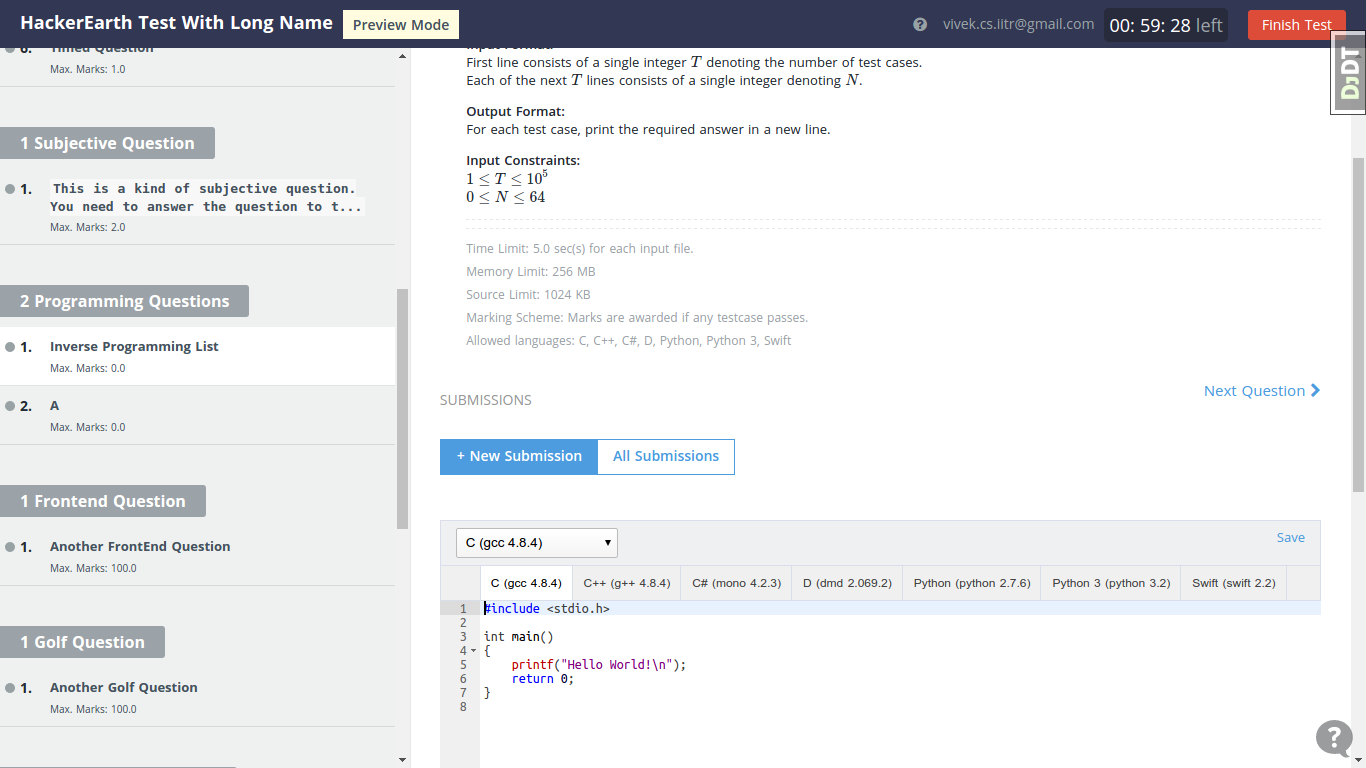 HackerEarth Test With Long Name
Preview Mode
? vivek.cs.iitr@gmail.com
00: 59: 28 left
Finish Test
DjDT
6. Timed Question
Max. Marks: 1.0
1 Subjective Question
1. This is a kind of subjective question.
You need to answer the question to t...
Max. Marks: 2.0
2 Programming Questions
1. Inverse Programming List
Max. Marks: 0.0
2. A
Max. Marks: 0.0
1 Frontend Question
1. Another FrontEnd Question
Max. Marks: 100.0
1 Golf Question
1. Another Golf Question
Max. Marks: 100.0
Input Format:
First line consists of a single integer T denoting the number of test cases.
Each of the next T lines consists of a single integer denoting N.
Output Format:
For each test case, print the required answer in a new line.
Input Constraints:
1 ≤ T ≤ 10⁵
0 ≤ N ≤ 64
Time Limit: 5.0 sec(s) for each input file.
Memory Limit: 256 MB
Source Limit: 1024 KB
Marking Scheme: Marks are awarded if any testcase passes.
Allowed languages: C, C++, C#, D, Python, Python 3, Swift
Next Question
SUBMISSIONS
+ New Submission
All Submissions
C (gcc 4.8.4)
Save
C (gcc 4.8.4) C++ (g++ 4.8.4) C# (mono 4.2.3) D (dmd 2.069.2) Python (python 2.7.6) Python 3 (python 3.2) Swift (swift 2.2)
1 #include <stdio.h>
2
3 int main()
4 {
5 printf("Hello World!\n");
6 return 0;
7 }
8
?